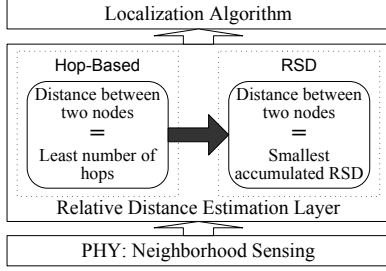 Localization Algorithm
Hop-Based
Distance between
two nodes
=
Least number of
hops
RSD
Distance between
two nodes
=
Smallest
accumulated RSD
Relative Distance Estimation Layer
PHY: Neighborhood Sensing